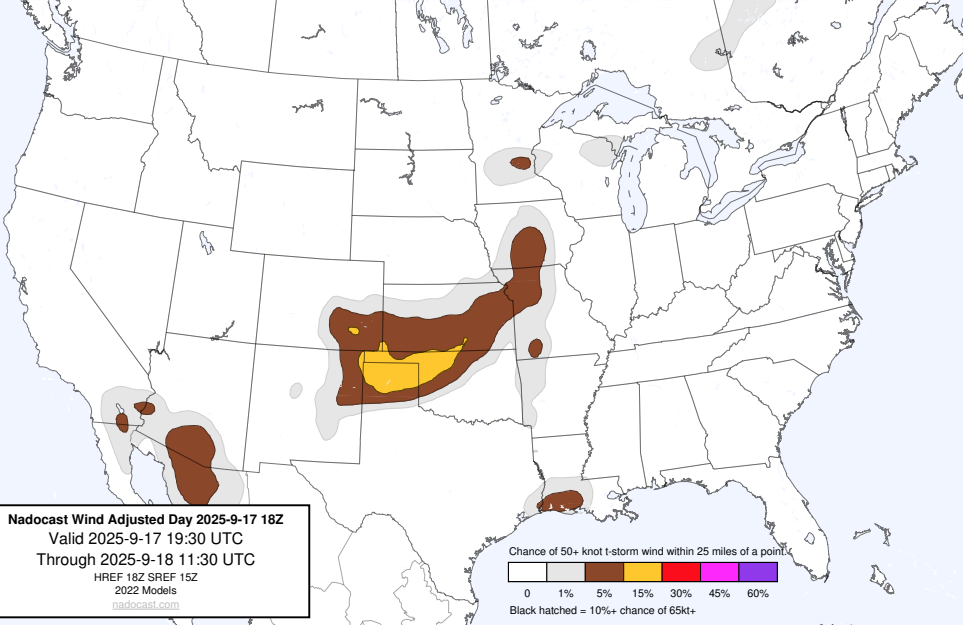 Nadocast Wind Adjusted Day 2025-9-17 18Z
Valid 2025-9-17 19:30 UTC
Through 2025-9-18 11:30 UTC
HREF 18Z SREF 15Z
2022 Models
nadocast.com
Chance of 50+ knot t-storm wind within 25 miles of a point.
0 1% 5% 15% 30% 45% 60%
Black hatched = 10%+ chance of 65kt+